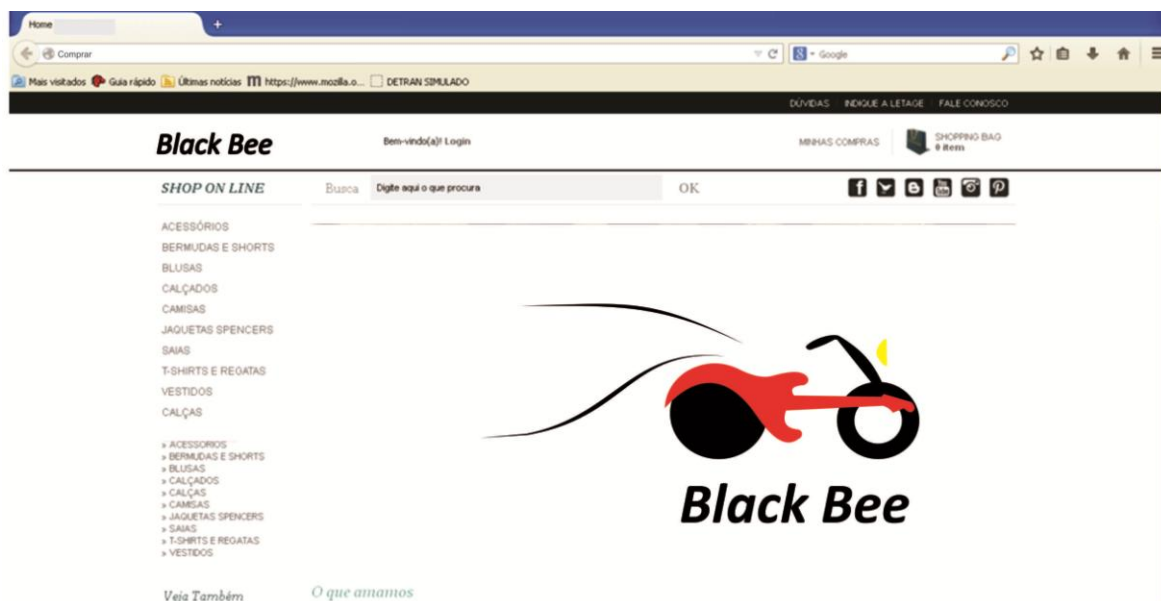 Home
Comprar
Google
Mais visitados Guia rápido Últimas notícias https://www.mozilla.o... DETRAN SIMULADO
DÚVIDAS INDIQUE A LETAGE FALE CONOSCO
Black Bee
Bem-vindo(a)! Login
MINHAS COMPRAS
SHOPPING BAG
0 item
SHOP ON LINE
Busca Digite aqui o que procura OK
ACESSÓRIOS
BERMUDAS E SHORTS
BLUSAS
CALÇADOS
CAMISAS
JAQUETAS SPENCERS
SAIAS
T-SHIRTS E REGATAS
VESTIDOS
CALÇAS
» ACESSORIOS
» BERMUDAS E SHORTS
» BLUSAS
» CALÇADOS
» CALÇAS
» CAMISAS
» JAQUETAS SPENCERS
» SAIAS
» T-SHIRTS E REGATAS
» VESTIDOS
Black Bee
Veja Também
O que amamos